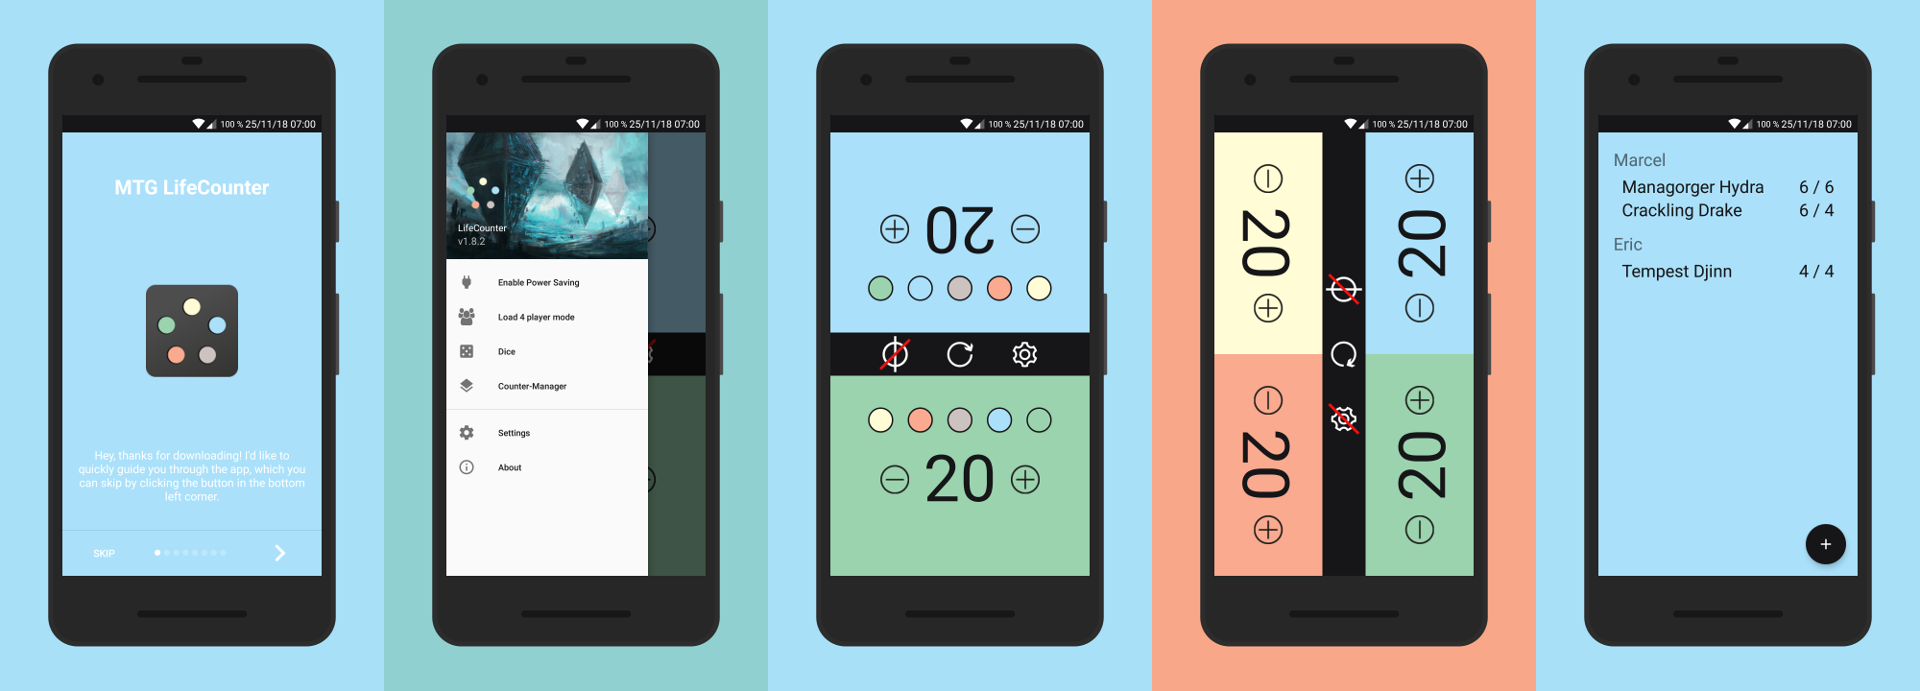 100 % 25/11/18 07:00
MTG LifeCounter
Hey, thanks for downloading! I'd like to
quickly guide you through the app, which you
can skip by clicking the button in the bottom
left corner.
SKIP
100 % 25/11/18 07:00
LifeCounter
v1.8.2
Enable Power Saving
Load 4 player mode
Dice
Counter-Manager
Settings
About
100 % 25/11/18 07:00
20
20
100 % 25/11/18 07:00
20
20
20
20
100 % 25/11/18 07:00
Marcel
Managorger Hydra 6 / 6
Crackling Drake 6 / 4
Eric
Tempest Djinn 4 / 4